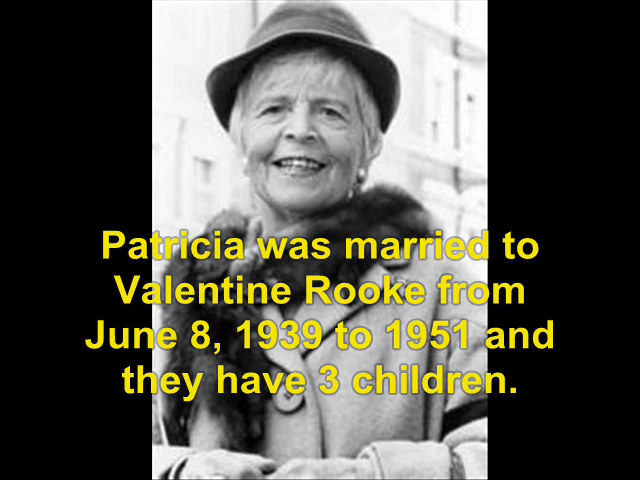 Patricia was married to
Valentine Rooke from
June 8, 1939 to 1951 and
they have 3 children.